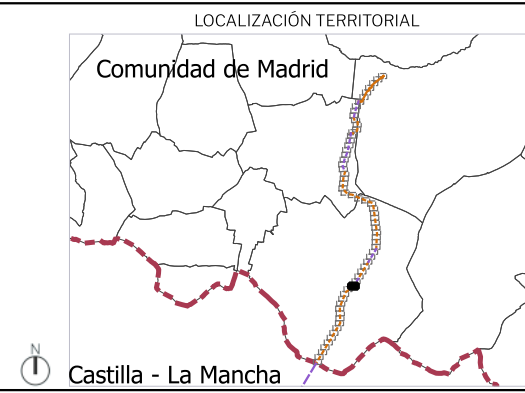 LOCALIZACIÓN TERRITORIAL
Comunidad de Madrid
N
Castilla - La Mancha